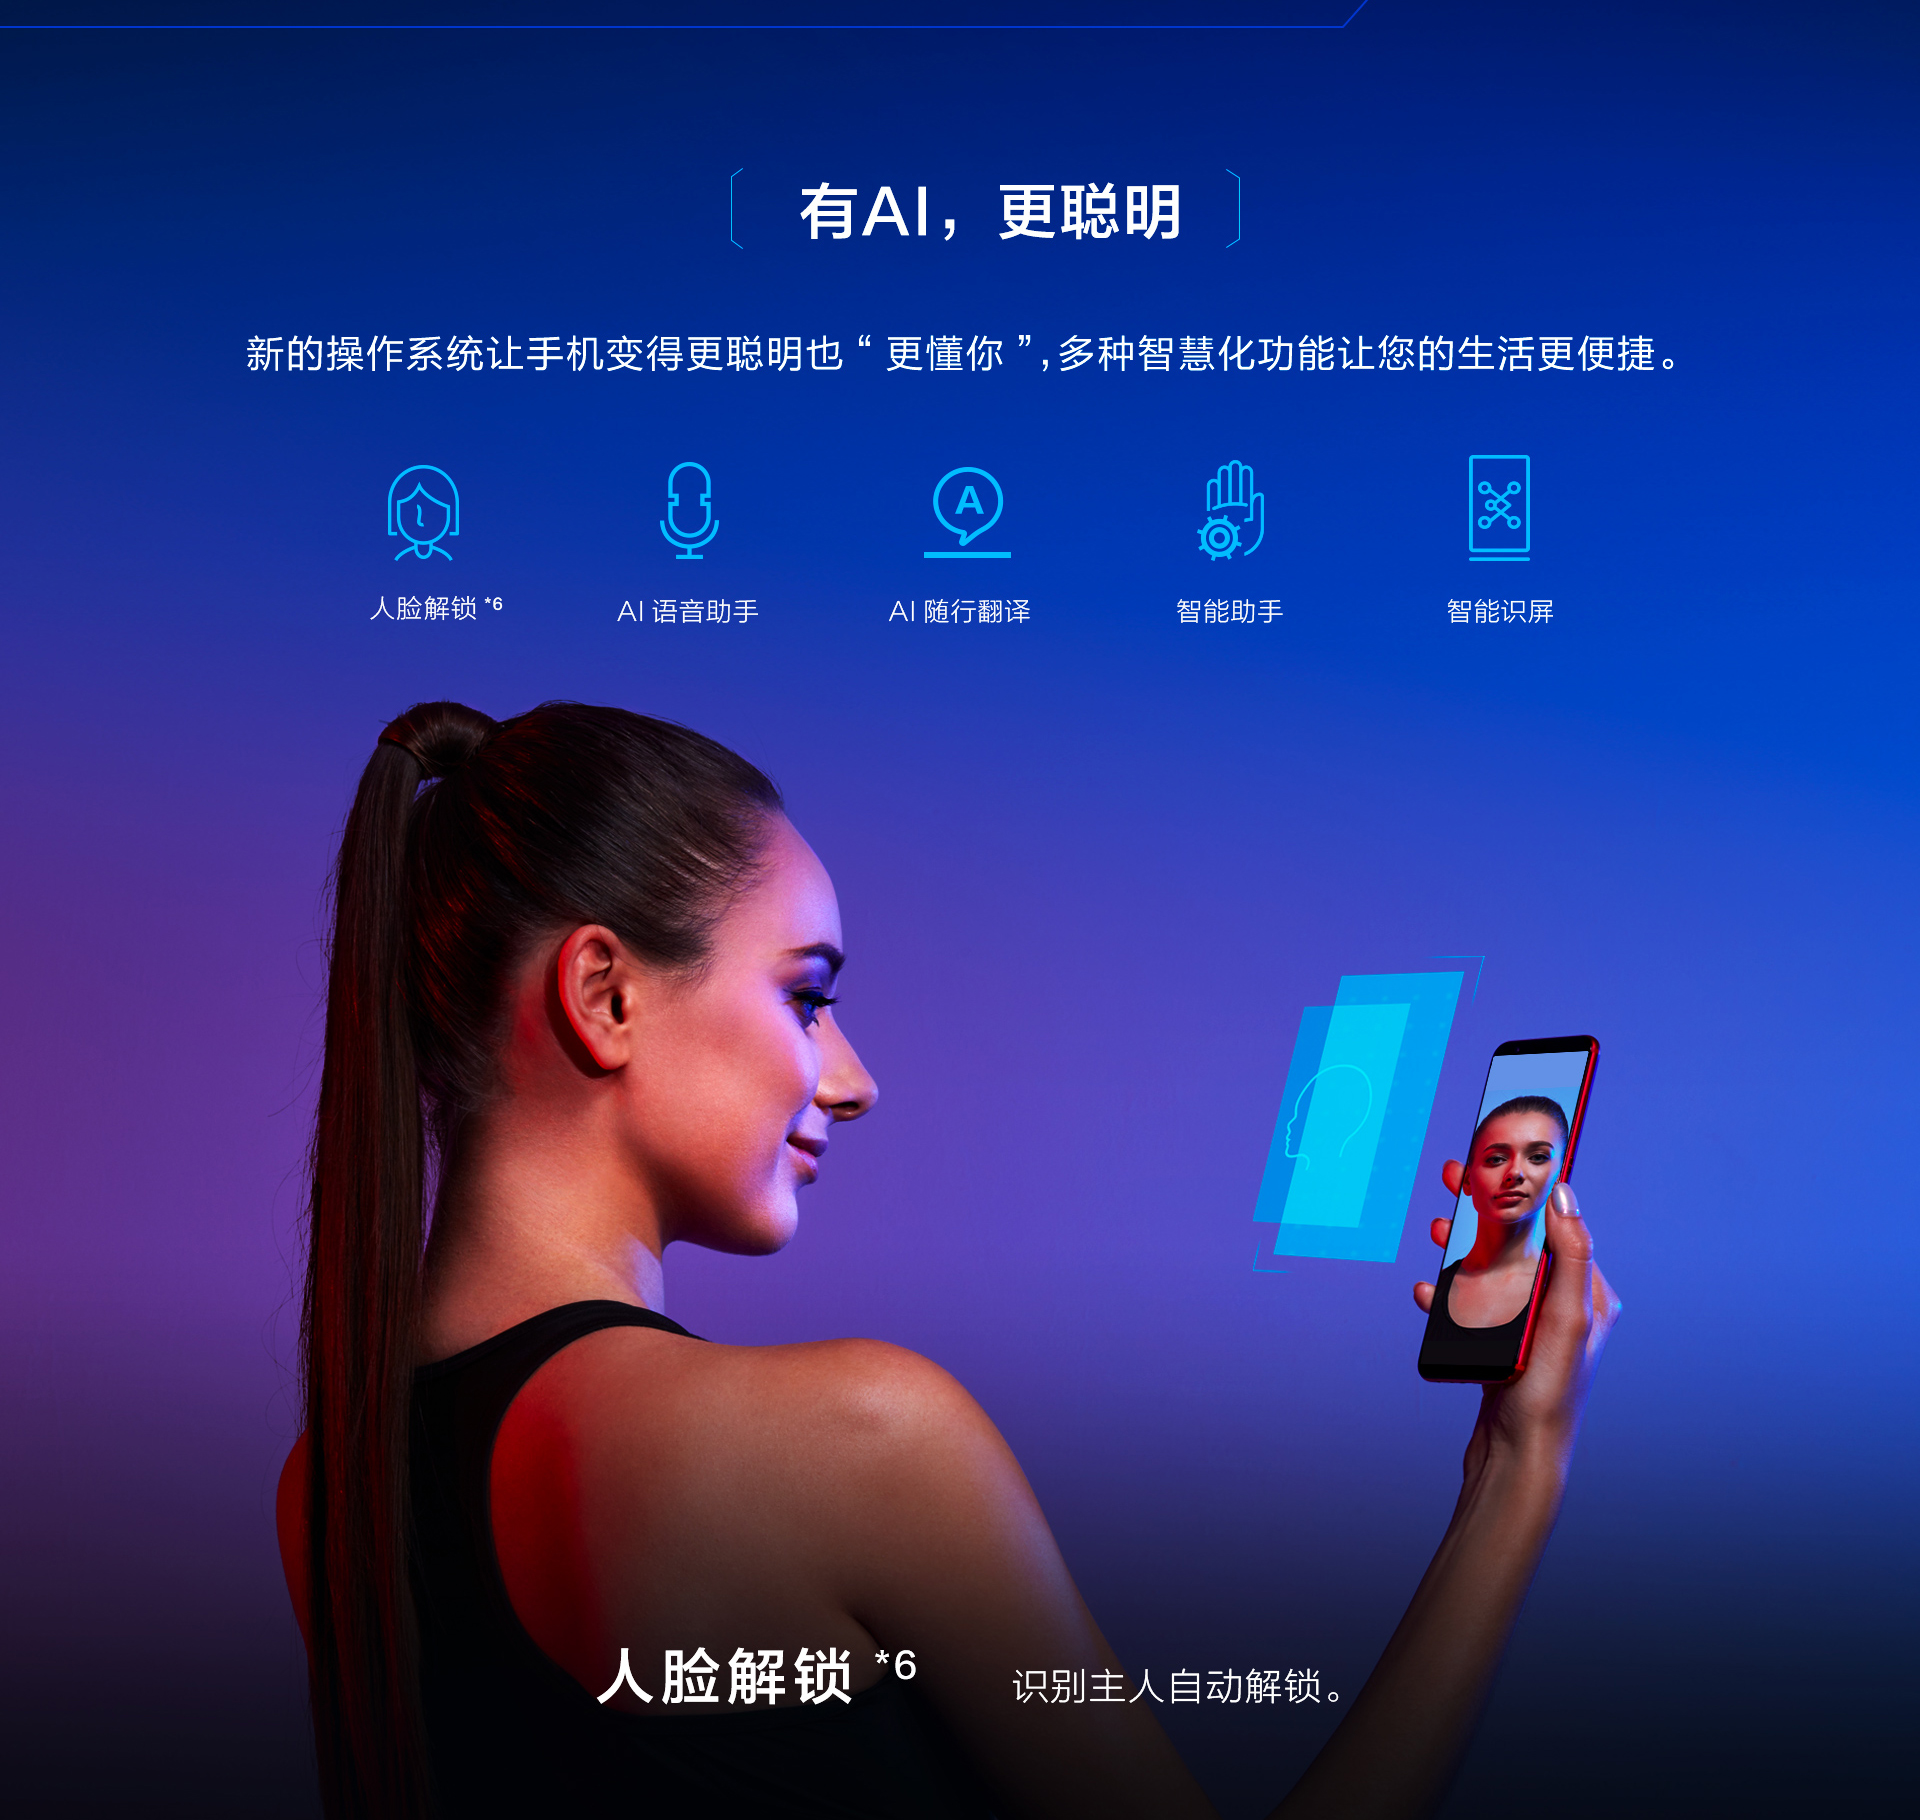 有AI，更聪明
新的操作系统让手机变得更聪明也“更懂你”，多种智慧化功能让您的生活更便捷。
A
人脸解锁 *6
AI 语音助手
AI 随行翻译
智能助手
智能识屏
人脸解锁 *6
识别主人自动解锁。